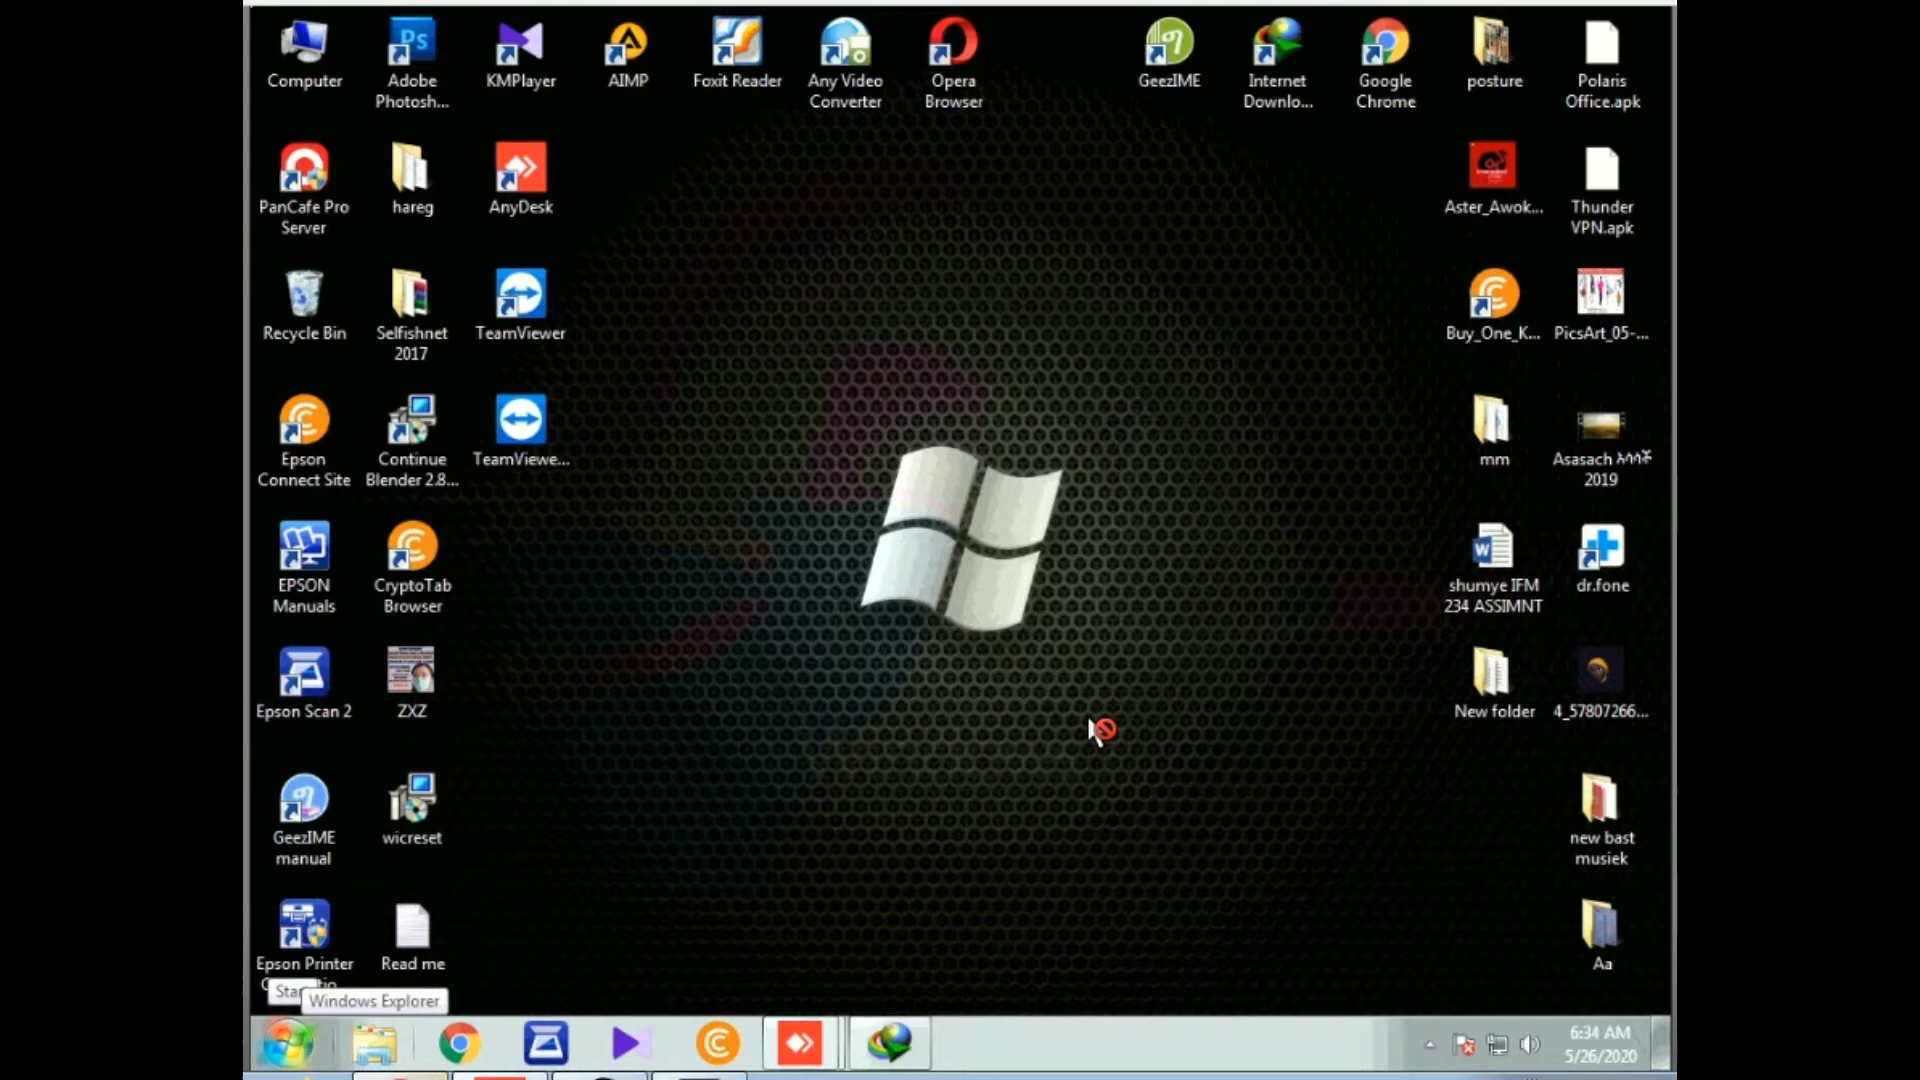 Computer
Adobe
Photosh...
KMPlayer
AIMP
Foxit Reader
Any Video
Converter
Opera
Browser
GeezIME
Internet
Downlo...
Google
Chrome
posture
Polaris
Office.apk
PanCafe Pro
Server
hareg
AnyDesk
Aster_Awok...
Thunder
VPN.apk
Recycle Bin
Selfishnet
2017
TeamViewer
Buy_One_K...
PicsArt_05-...
Epson
Connect Site
Continue
Blender 2.8...
TeamViewe...
mm
Asasach አሳሳች
2019
EPSON
Manuals
CryptoTab
Browser
shumye IFM
234 ASSIMNT
dr.fone
Epson Scan 2
ZXZ
New folder
4_57807266...
GeezIME
manual
wicreset
new bast
musiek
Epson Printer
Read me
Aa
Windows Explorer
6:34 AM
5/26/2020